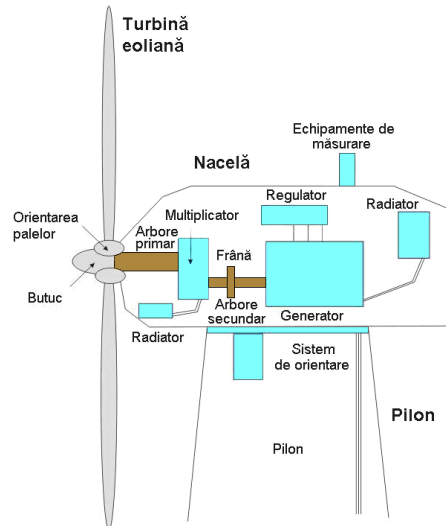 Turbină
eoliană
Echipamente de
măsurare
Nacelă
Regulator
Radiator
Orientarea
palelor
Multiplicator
Arbore
primar
Frână
Butuc
Arbore
secundar
Generator
Radiator
Sistem
de orientare
Pilon
Pilon